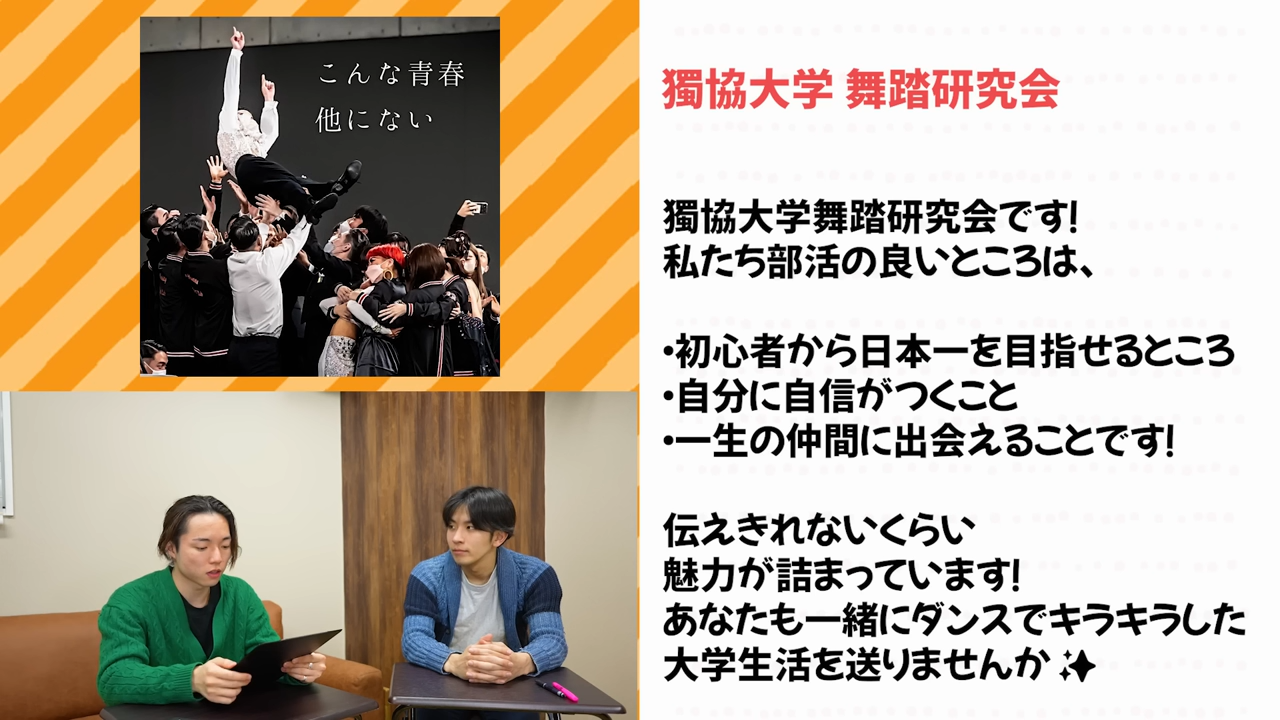 こんな青春
他にない
獨協大学 舞踏研究会
獨協大学舞踏研究会です!
私たち部活の良いところは、
•初心者から日本一を目指せるところ
•自分に自信がつくこと
•一生の仲間に出会えることです!
伝えきれないくらい
魅力が詰まっています!
あなたも一緒にダンスでキラキラした
大学生活を送りませんか✨